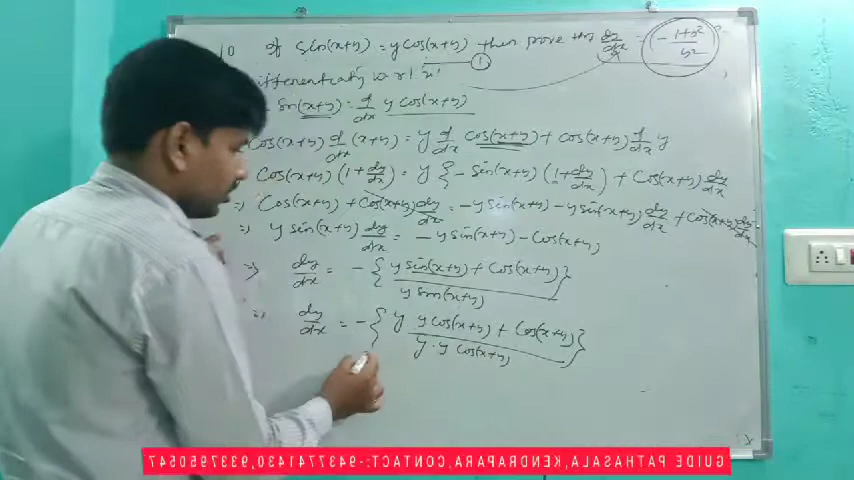 10 If sin(x+y) = y cos(x+y) then prove that dy/dx = (- 1+y²/y²)
1
Differentiating w.r.t. 'x'
sin(x+y) = d/dx y cos(x+y)
cos(x+y) d/dx (x+y) = y d/dx cos(x+y) + cos(x+y) d/dx y
cos(x+y) (1+dy/dx) = y { - sin(x+y) (1+dy/dx) + cos(x+y) dy/dx
⇒ cos(x+y) + cos(x+y) dy/dx = -y sin(x+y) - y sin(x+y) dy/dx + cos(x+y) dy/dx
⇒ y sin(x+y) dy/dx = - y sin(x+y) - cos(x+y)
⇒ dy/dx = - { y sin(x+y) + cos(x+y) / y sin(x+y) }
⇒ dy/dx = - { y y cos(x+y) + cos(x+y) / y · y cos(x+y) }
GUIDE PATHASALA, KENDRAPARA, CONTACT:-9437741430,9337950547